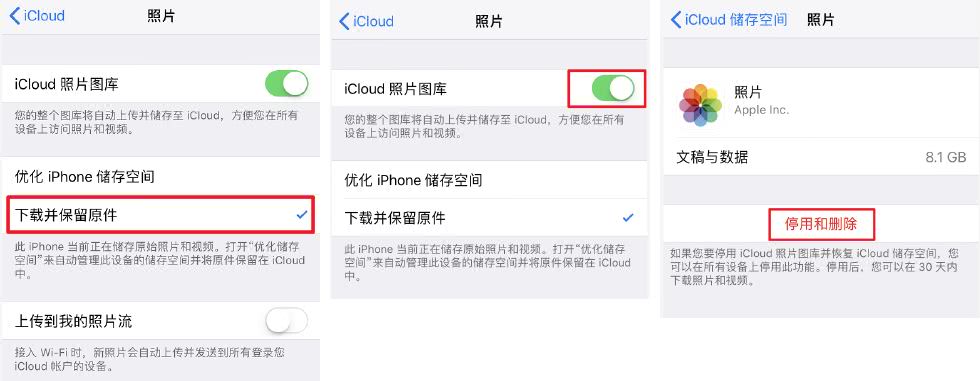 iCloud
照片
iCloud 照片图库
您的整个图库将自动上传并储存至 iCloud，方便您在所有
设备上访问照片和视频。
优化 iPhone 储存空间
下载并保留原件
此 iPhone 当前正在储存原始照片和视频。打开“优化储存
空间”来自动管理此设备的储存空间并将原件保留在 iCloud
中。
上传到我的照片流
接入 Wi-Fi 时，新照片会自动上传并发送到所有登录您
iCloud 帐户的设备。
iCloud
照片
iCloud 照片图库
您的整个图库将自动上传并储存至 iCloud，方便您在所有
设备上访问照片和视频。
优化 iPhone 储存空间
下载并保留原件
此 iPhone 当前正在储存原始照片和视频。打开“优化储存
空间”来自动管理此设备的储存空间并将原件保留在 iCloud
中。
iCloud 储存空间
照片
照片
Apple Inc.
文稿与数据
8.1 GB
停用和删除
如果您要停用 iCloud 照片图库并恢复 iCloud 储存空间，您
可以在所有设备上停用此功能。停用后，您可以在 30 天内
下载照片和视频。